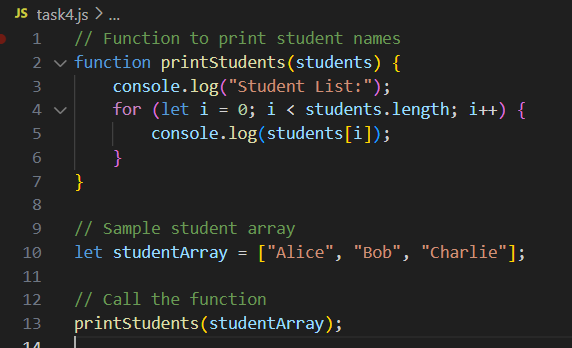 JS task4.js > ...
1 // Function to print student names
2 function printStudents(students) {
3     console.log("Student List:");
4     for (let i = 0; i < students.length; i++) {
5         console.log(students[i]);
6     }
7 }
8
9 // Sample student array
10 let studentArray = ["Alice", "Bob", "Charlie"];
11
12 // Call the function
13 printStudents(studentArray);
14